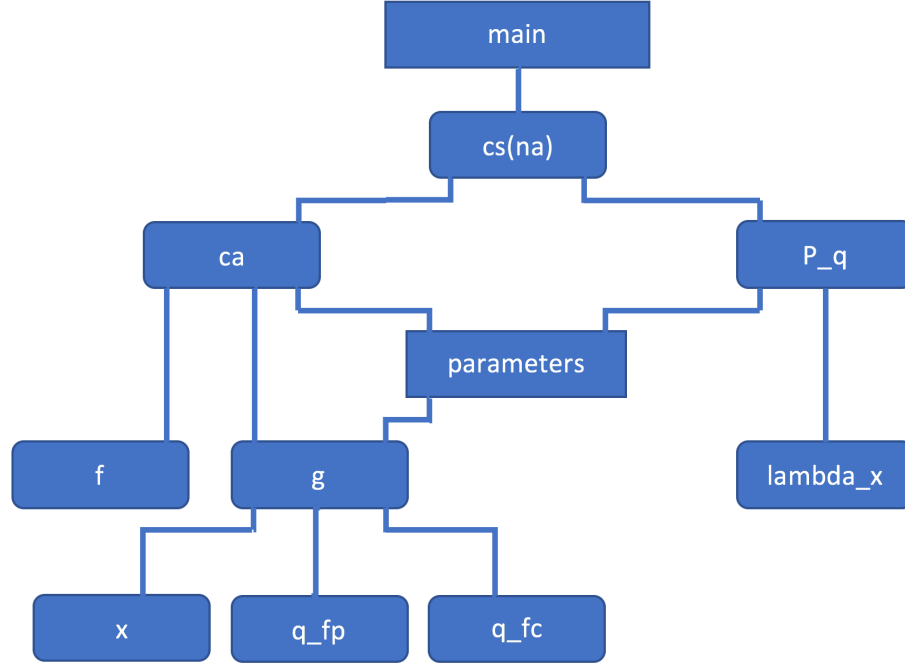 main
cs(na)
ca
P_q
parameters
f
g
lambda_x
x
q_fp
q_fc